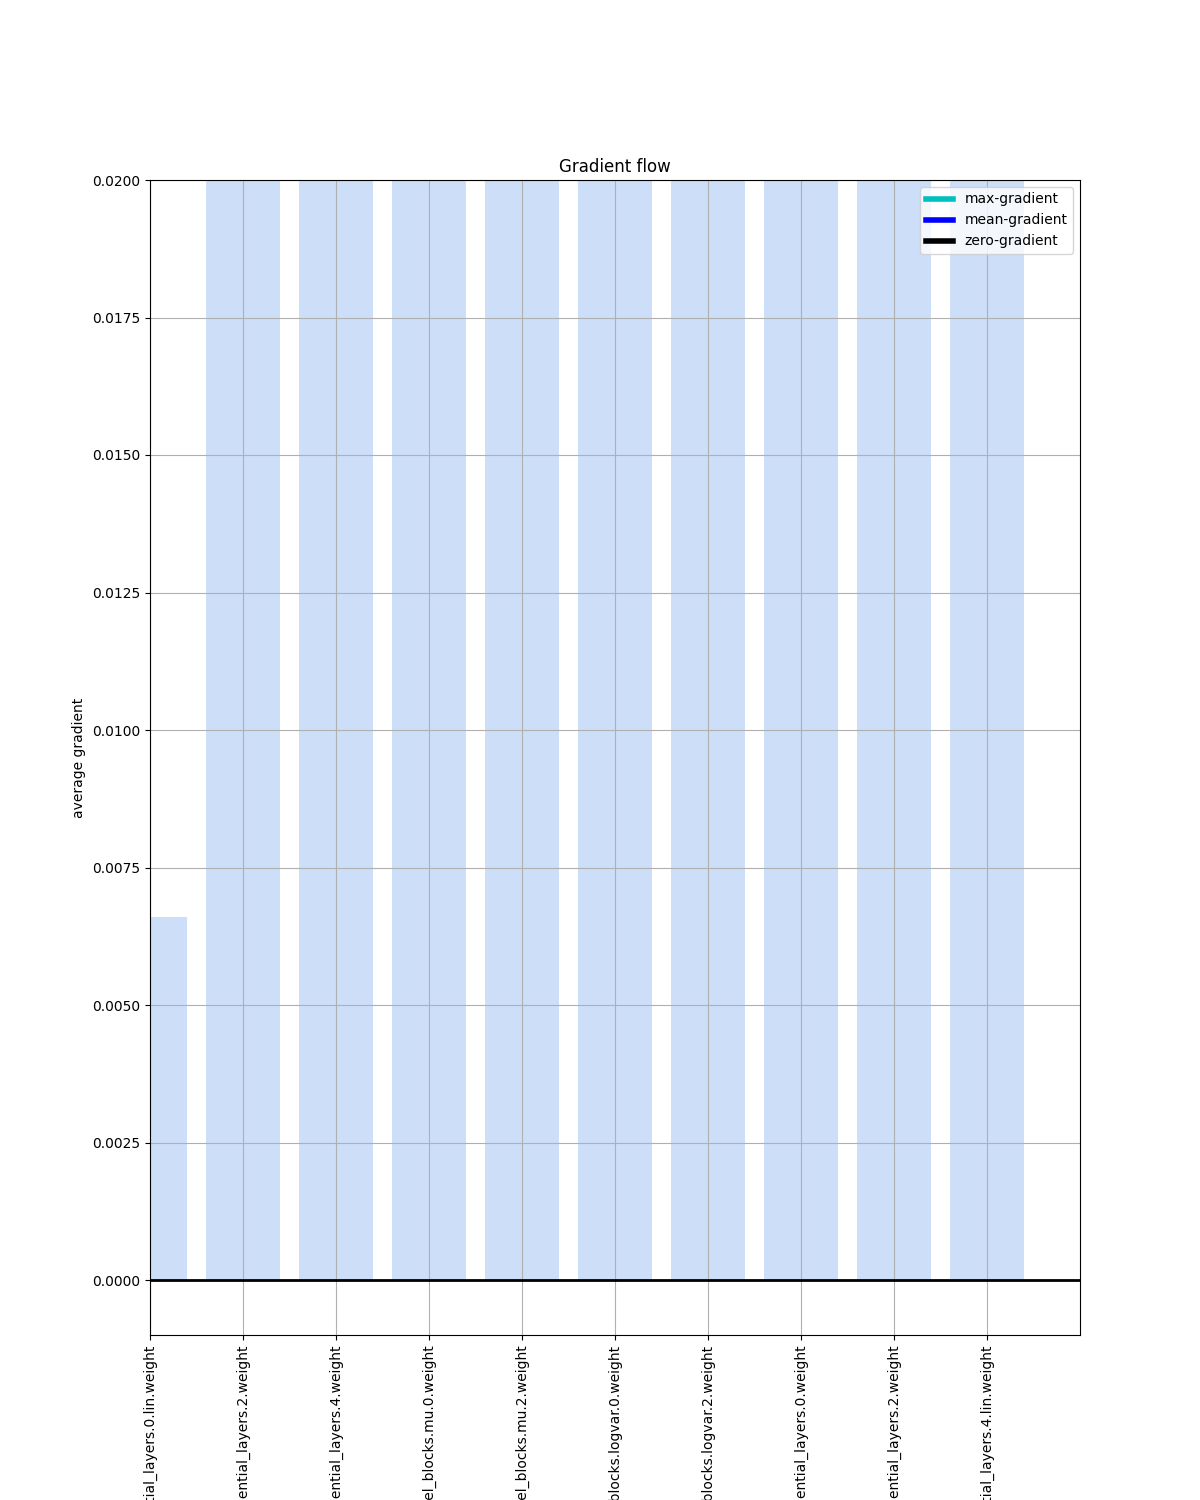 Gradient flow
max-gradient
mean-gradient
zero-gradient
0.0200
0.0175
0.0150
0.0125
0.0100
0.0075
0.0050
0.0025
0.0000
average gradient
tial_layers.0.lin.weight
ential_layers.2.weight
ential_layers.4.weight
el_blocks.mu.0.weight
el_blocks.mu.2.weight
blocks.logvar.0.weight
blocks.logvar.2.weight
ential_layers.0.weight
ential_layers.2.weight
tial_layers.4.lin.weight